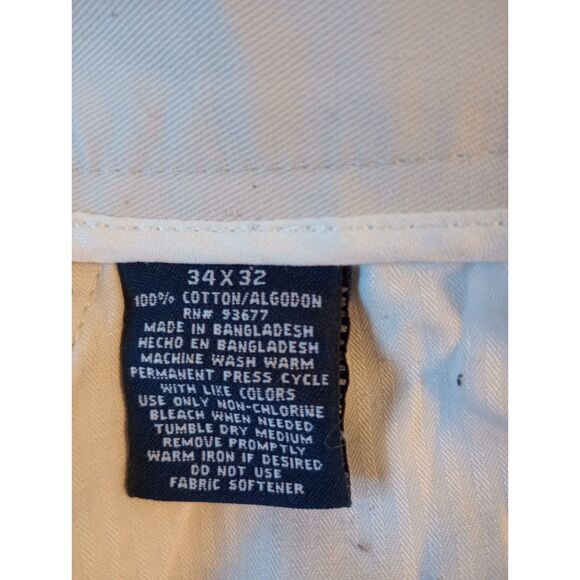 34 X 32
100% COTTON/ALGODON
RN# 93677
MADE IN BANGLADESH
HECHO EN BANGLADESH
MACHINE WASH WARM
PERMANENT PRESS CYCLE
WITH LIKE COLORS
USE ONLY NON-CHLORINE
BLEACH WHEN NEEDED
TUMBLE DRY MEDIUM
REMOVE PROMPTLY
WARM IRON IF DESIRED
DO NOT USE
FABRIC SOFTENER